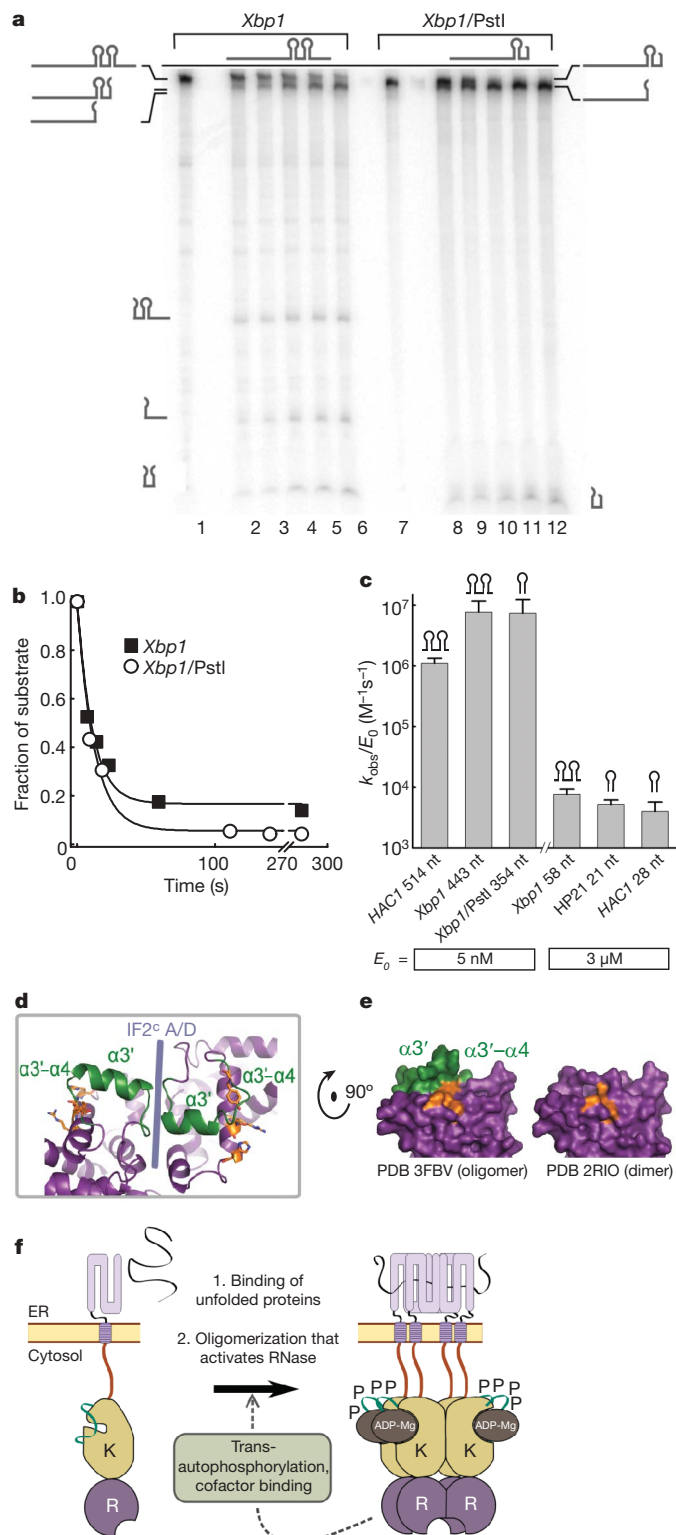 a
Xbp1
Xbp1/PstI
1 2 3 4 5 6 7 8 9 10 11 12
b
1.0
0.8
0.6
0.4
0.2
0
Fraction of substrate
Xbp1
Xbp1/PstI
0 100 270 300
Time (s)
c
10⁷
10⁶
10⁵
10⁴
10³
kobs/E0 (M⁻¹s⁻¹)
HAC1 514 nt
Xbp1 443 nt
Xbp1/PstI 354 nt
Xbp1 58 nt
HP21 21 nt
HAC1 28 nt
E0 = 5 nM 3 μM
d
IF2ᶜ A/D
α3′
α3′–α4
α3′
α3′–α4
e
90º
α3′ α3′–α4
PDB 3FBV (oligomer)
PDB 2RIO (dimer)
f
ER
Cytosol
K
R
1. Binding of
unfolded proteins
2. Oligomerization that
activates RNase
Trans-
autophosphorylation,
cofactor binding
P P P P
P P P P
ADP-Mg
ADP-Mg
K K
R R